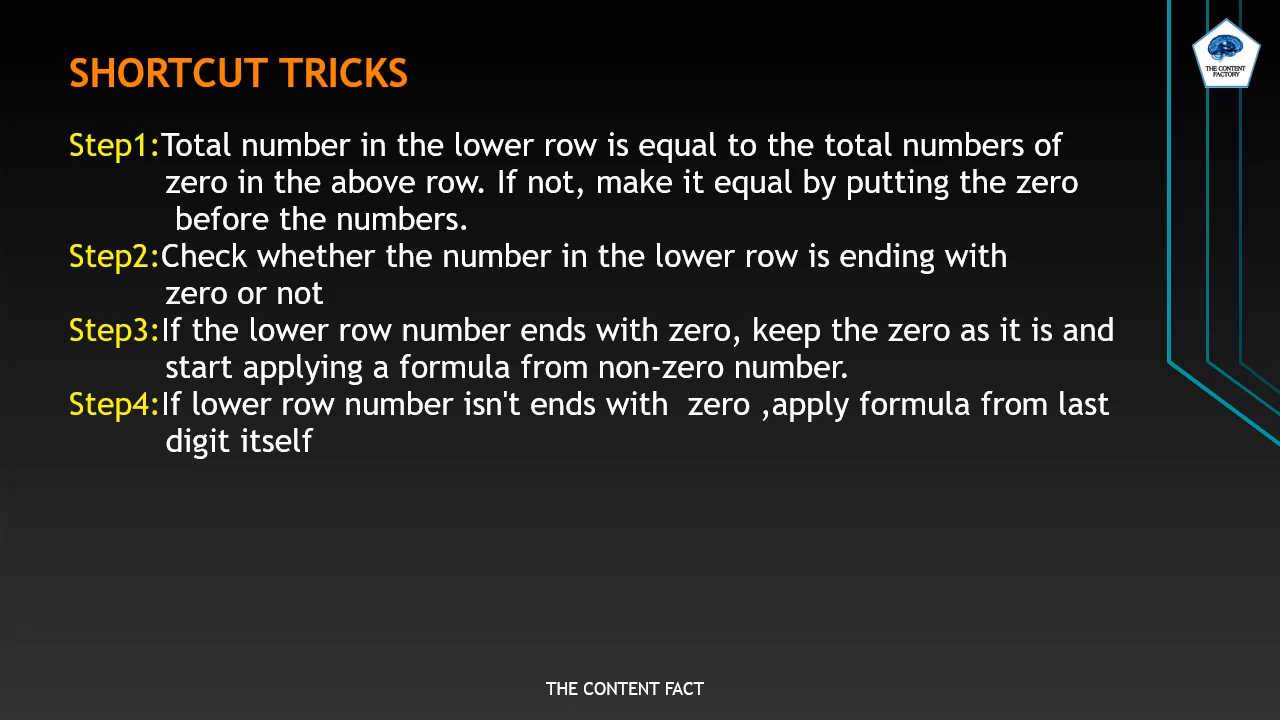 SHORTCUT TRICKS
THE CONTENT
FACTORY
Step1:Total number in the lower row is equal to the total numbers of
zero in the above row. If not, make it equal by putting the zero
before the numbers.
Step2:Check whether the number in the lower row is ending with
zero or not
Step3:If the lower row number ends with zero, keep the zero as it is and
start applying a formula from non-zero number.
Step4:If lower row number isn't ends with  zero ,apply formula from last
digit itself
THE CONTENT FACT